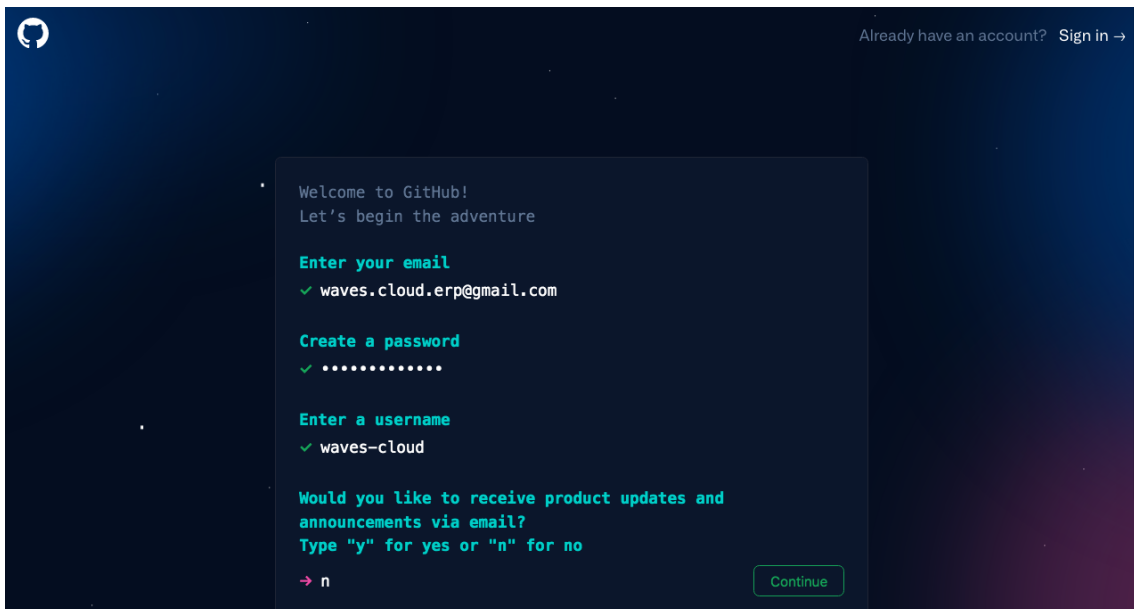 Already have an account? Sign in →
Welcome to GitHub!
Let’s begin the adventure
Enter your email
✓ waves.cloud.erp@gmail.com
Create a password
✓ •••••••••••••
Enter a username
✓ waves-cloud
Would you like to receive product updates and
announcements via email?
Type "y" for yes or "n" for no
→ n
Continue